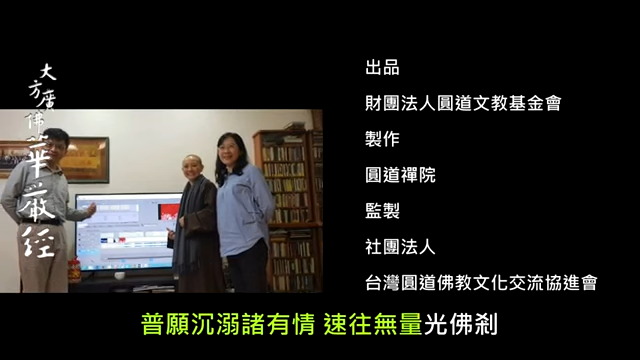 大方廣佛華嚴經
出品
財團法人圓道文教基金會
製作
圓道禪院
監製
社團法人
台灣圓道佛教文化交流協進會
普願沉溺諸有情 速往無量光佛剎